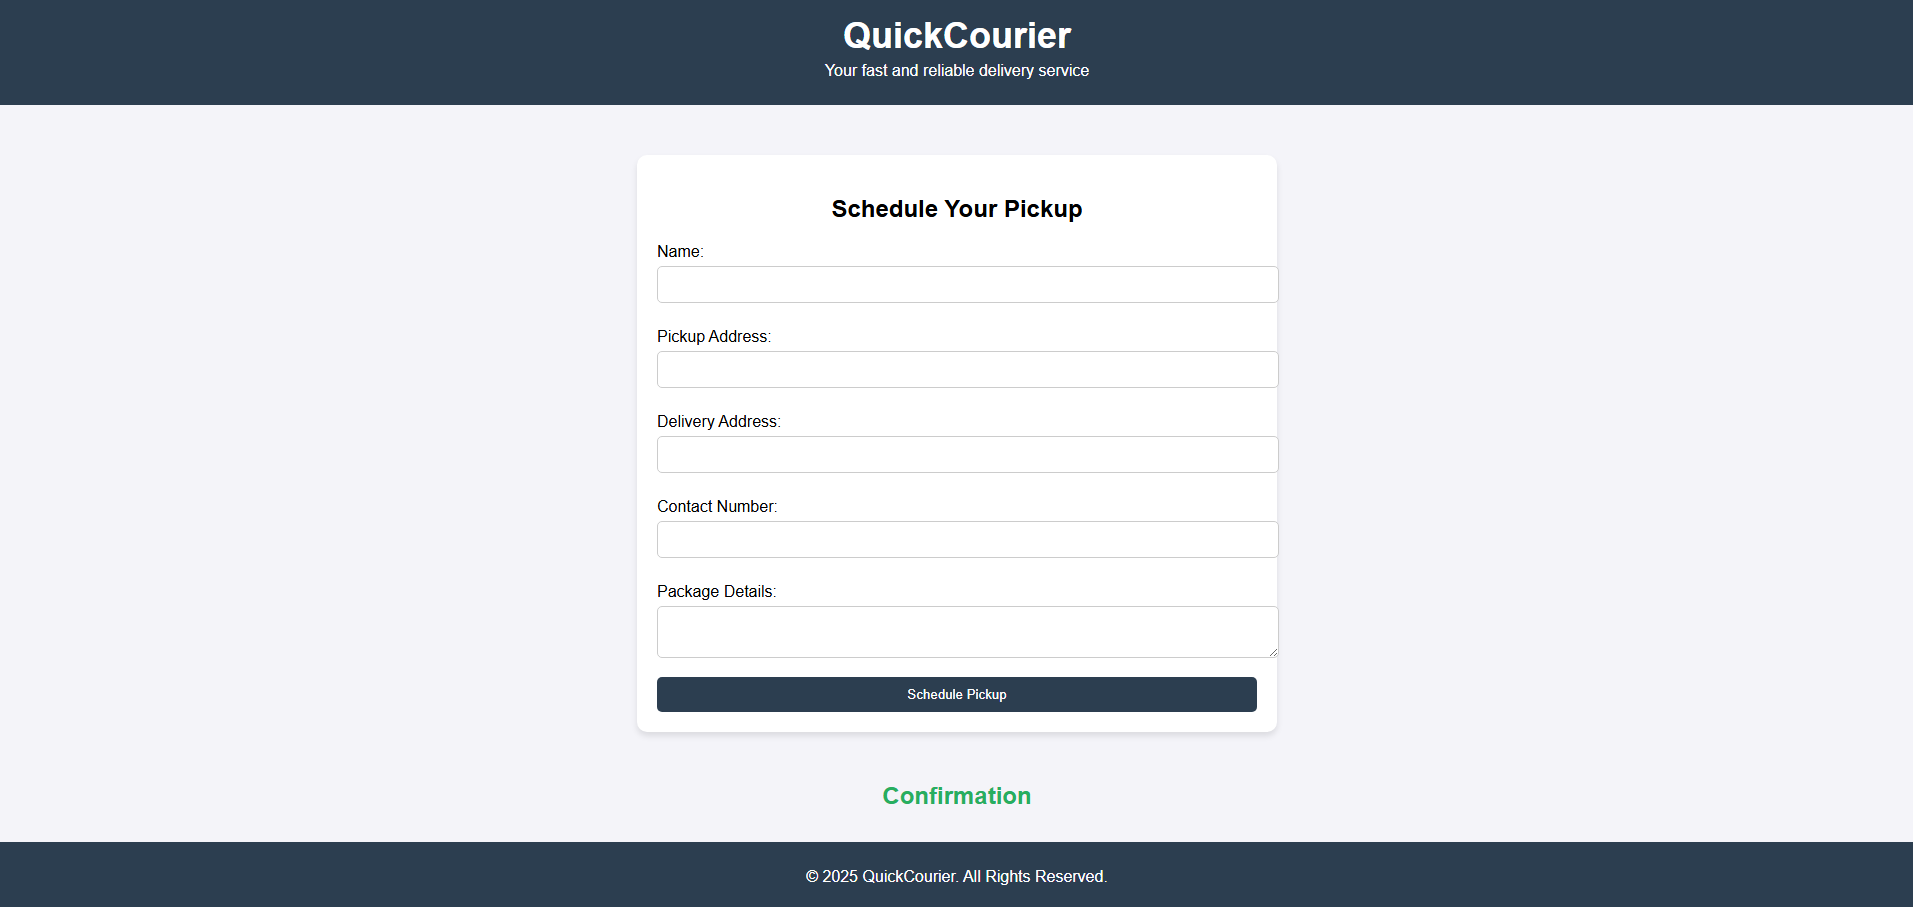 QuickCourier
Your fast and reliable delivery service
Schedule Your Pickup
Name:
Pickup Address:
Delivery Address:
Contact Number:
Package Details:
Schedule Pickup
Confirmation
© 2025 QuickCourier. All Rights Reserved.